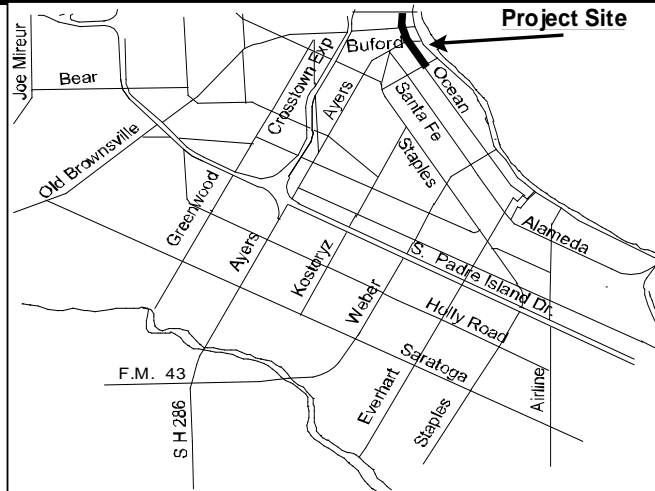 Project Site
Joe Mireur
Bear
Buford
Crosstown Exp
Ayers
Ocean
Santa Fe
Staples
Old Brownsville
Greenwood
Ayers
Kostoryz
Weber
S. Padre Island Dr.
Alameda
Holly Road
Saratoga
F.M. 43
S H 286
Everhart
Staples
Airline